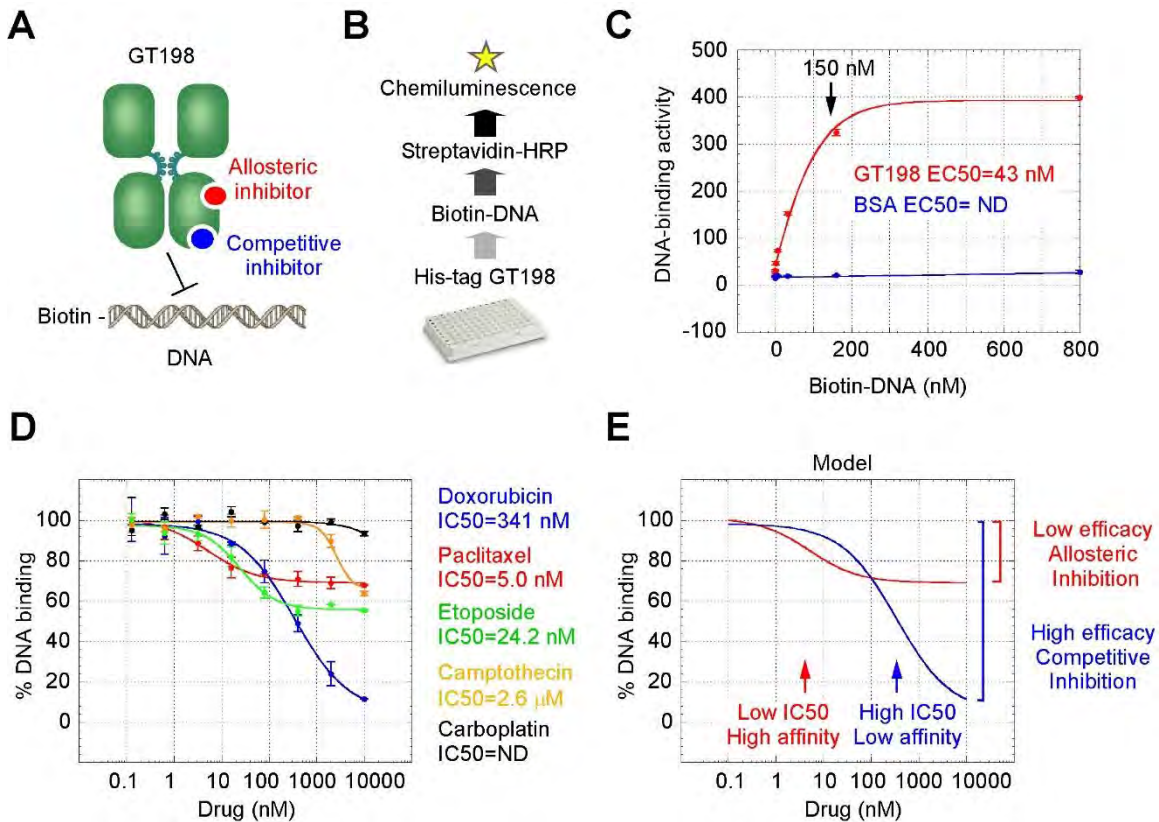 A
GT198
Allosteric
inhibitor
Competitive
inhibitor
Biotin -
DNA
B
Chemiluminescence
Streptavidin-HRP
Biotin-DNA
His-tag GT198
C
DNA-binding activity
500
400
300
200
100
0
-100
150 nM
GT198 EC50=43 nM
BSA EC50= ND
0 200 400 600 800
Biotin-DNA (nM)
D
% DNA binding
100
80
60
40
20
0
0.1 1 10 100 1000 10000
Drug (nM)
Doxorubicin
IC50=341 nM
Paclitaxel
IC50=5.0 nM
Etoposide
IC50=24.2 nM
Camptothecin
IC50=2.6 μM
Carboplatin
IC50=ND
E
Model
% DNA binding
100
80
60
40
20
0
Low IC50
High affinity
High IC50
Low affinity
0.1 1 10 100 1000 10000
Drug (nM)
Low efficacy
Allosteric
Inhibition
High efficacy
Competitive
Inhibition